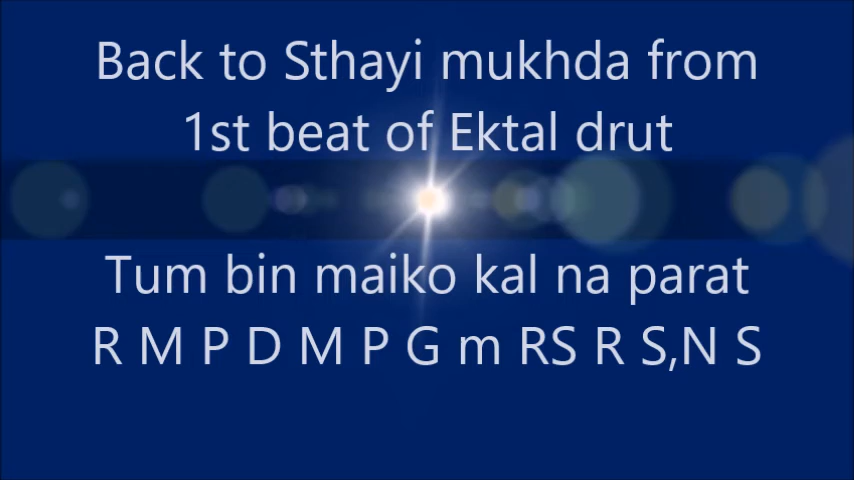 Back to Sthayi mukhda from
1st beat of Ektal drut
Tum bin maiko kal na parat
R M P D M P G m RS R S,N S